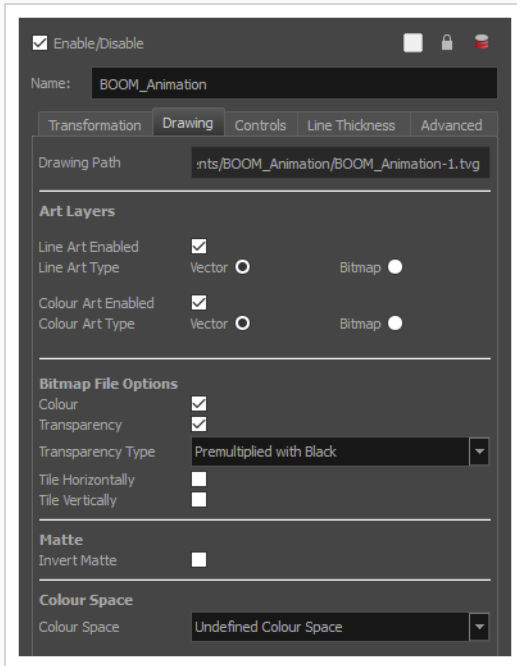 Enable/Disable
Name: BOOM_Animation
Transformation Drawing Controls Line Thickness Advanced
Drawing Path :nts/BOOM_Animation/BOOM_Animation-1.tvg
Art Layers
Line Art Enabled
Line Art Type Vector Bitmap
Colour Art Enabled
Colour Art Type Vector Bitmap
Bitmap File Options
Colour
Transparency
Transparency Type Premultiplied with Black
Tile Horizontally
Tile Vertically
Matte
Invert Matte
Colour Space
Colour Space Undefined Colour Space